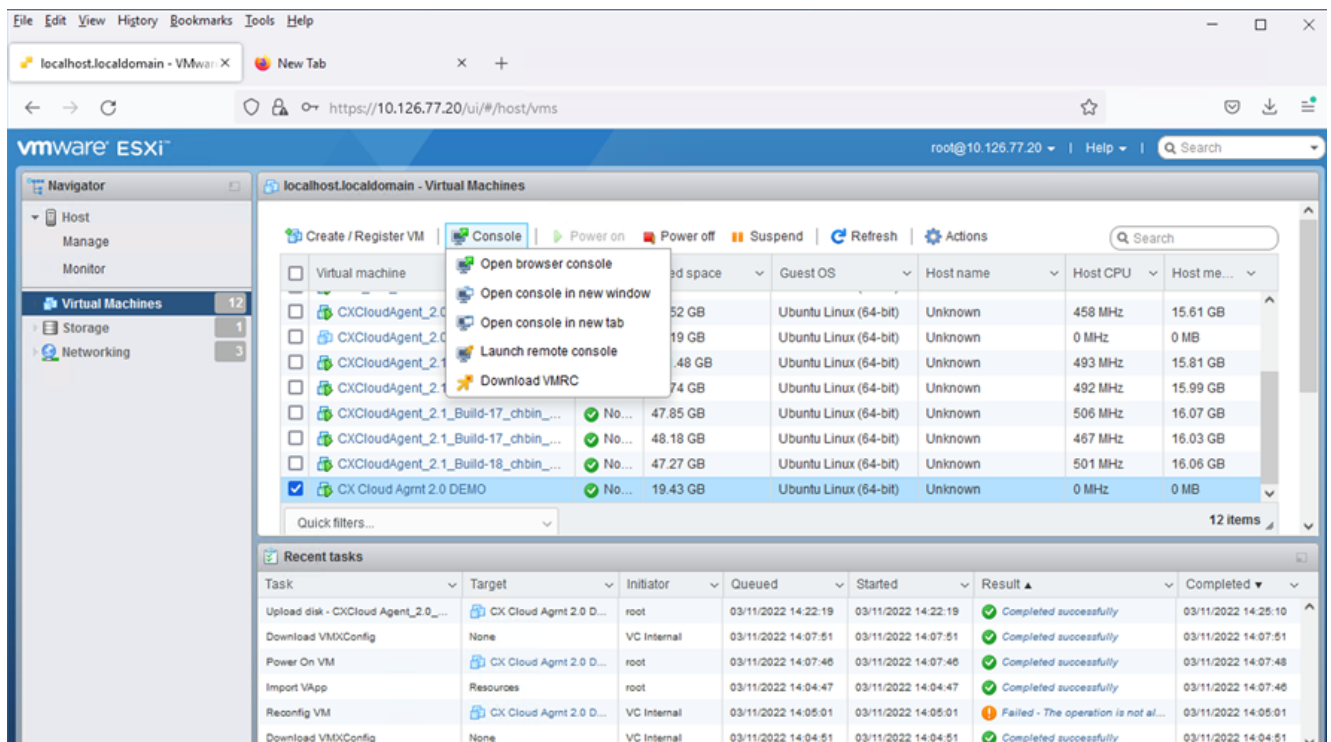 File Edit View History Bookmarks Tools Help
localhost.localdomain - VMwar
New Tab
https://10.126.77.20/ui/#/host/vms
vmware ESXi™
root@10.126.77.20 | Help | Search
Navigator
localhost.localdomain - Virtual Machines
Host
Manage
Monitor
Virtual Machines 12
Storage 1
Networking 3
Create / Register VM | Console | Power on Power off Suspend | Refresh | Actions
Search
Open browser console
Open console in new window
Open console in new tab
Launch remote console
Download VMRC
Virtual machine ed space Guest OS Host name Host CPU Host me...
CXCloudAgent_2.0 52 GB Ubuntu Linux (64-bit) Unknown 458 MHz 15.61 GB
CXCloudAgent_2.0 19 GB Ubuntu Linux (64-bit) Unknown 0 MHz 0 MB
CXCloudAgent_2.1 .48 GB Ubuntu Linux (64-bit) Unknown 493 MHz 15.81 GB
CXCloudAgent_2.1 74 GB Ubuntu Linux (64-bit) Unknown 492 MHz 15.99 GB
CXCloudAgent_2.1_Build-17_chbin_... No... 47.85 GB Ubuntu Linux (64-bit) Unknown 506 MHz 16.07 GB
CXCloudAgent_2.1_Build-17_chbin_... No... 48.18 GB Ubuntu Linux (64-bit) Unknown 467 MHz 16.03 GB
CXCloudAgent_2.1_Build-18_chbin_... No... 47.27 GB Ubuntu Linux (64-bit) Unknown 501 MHz 16.06 GB
CX Cloud Agrnt 2.0 DEMO No... 19.43 GB Ubuntu Linux (64-bit) Unknown 0 MHz 0 MB
Quick filters...
12 items
Recent tasks
Task Target Initiator Queued Started Result Completed
Upload disk - CXCloud Agent_2.0_... CX Cloud Agrnt 2.0 D... root 03/11/2022 14:22:19 03/11/2022 14:22:19 Completed successfully 03/11/2022 14:25:10
Download VMXConfig None VC Internal 03/11/2022 14:07:51 03/11/2022 14:07:51 Completed successfully 03/11/2022 14:07:51
Power On VM CX Cloud Agrnt 2.0 D... root 03/11/2022 14:07:46 03/11/2022 14:07:46 Completed successfully 03/11/2022 14:07:48
Import VApp Resources root 03/11/2022 14:04:47 03/11/2022 14:04:47 Completed successfully 03/11/2022 14:07:46
Reconfig VM CX Cloud Agrnt 2.0 D... VC Internal 03/11/2022 14:05:01 03/11/2022 14:05:01 Failed - The operation is not al... 03/11/2022 14:05:01
Download VMXConfig None VC Internal 03/11/2022 14:04:51 03/11/2022 14:04:51 Completed successfully 03/11/2022 14:04:51